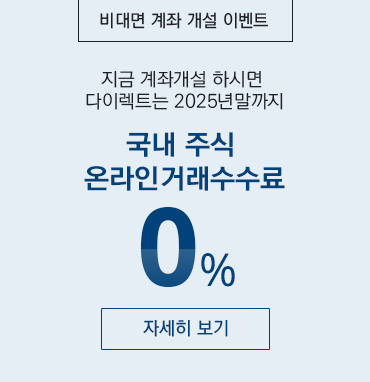 비대면 계좌 개설 이벤트
지금 계좌개설 하시면
다이렉트는 2025년말까지
국내 주식
온라인거래수수료
0%
자세히 보기